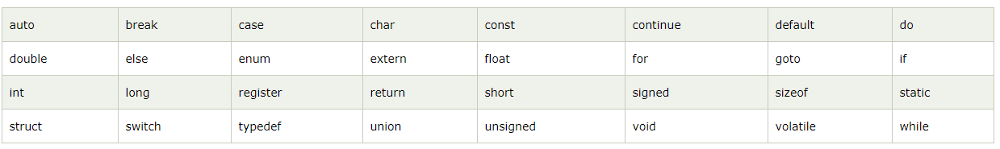 auto break case char const continue default do
double else enum extern float for goto if
int long register return short signed sizeof static
struct switch typedef union unsigned void volatile while